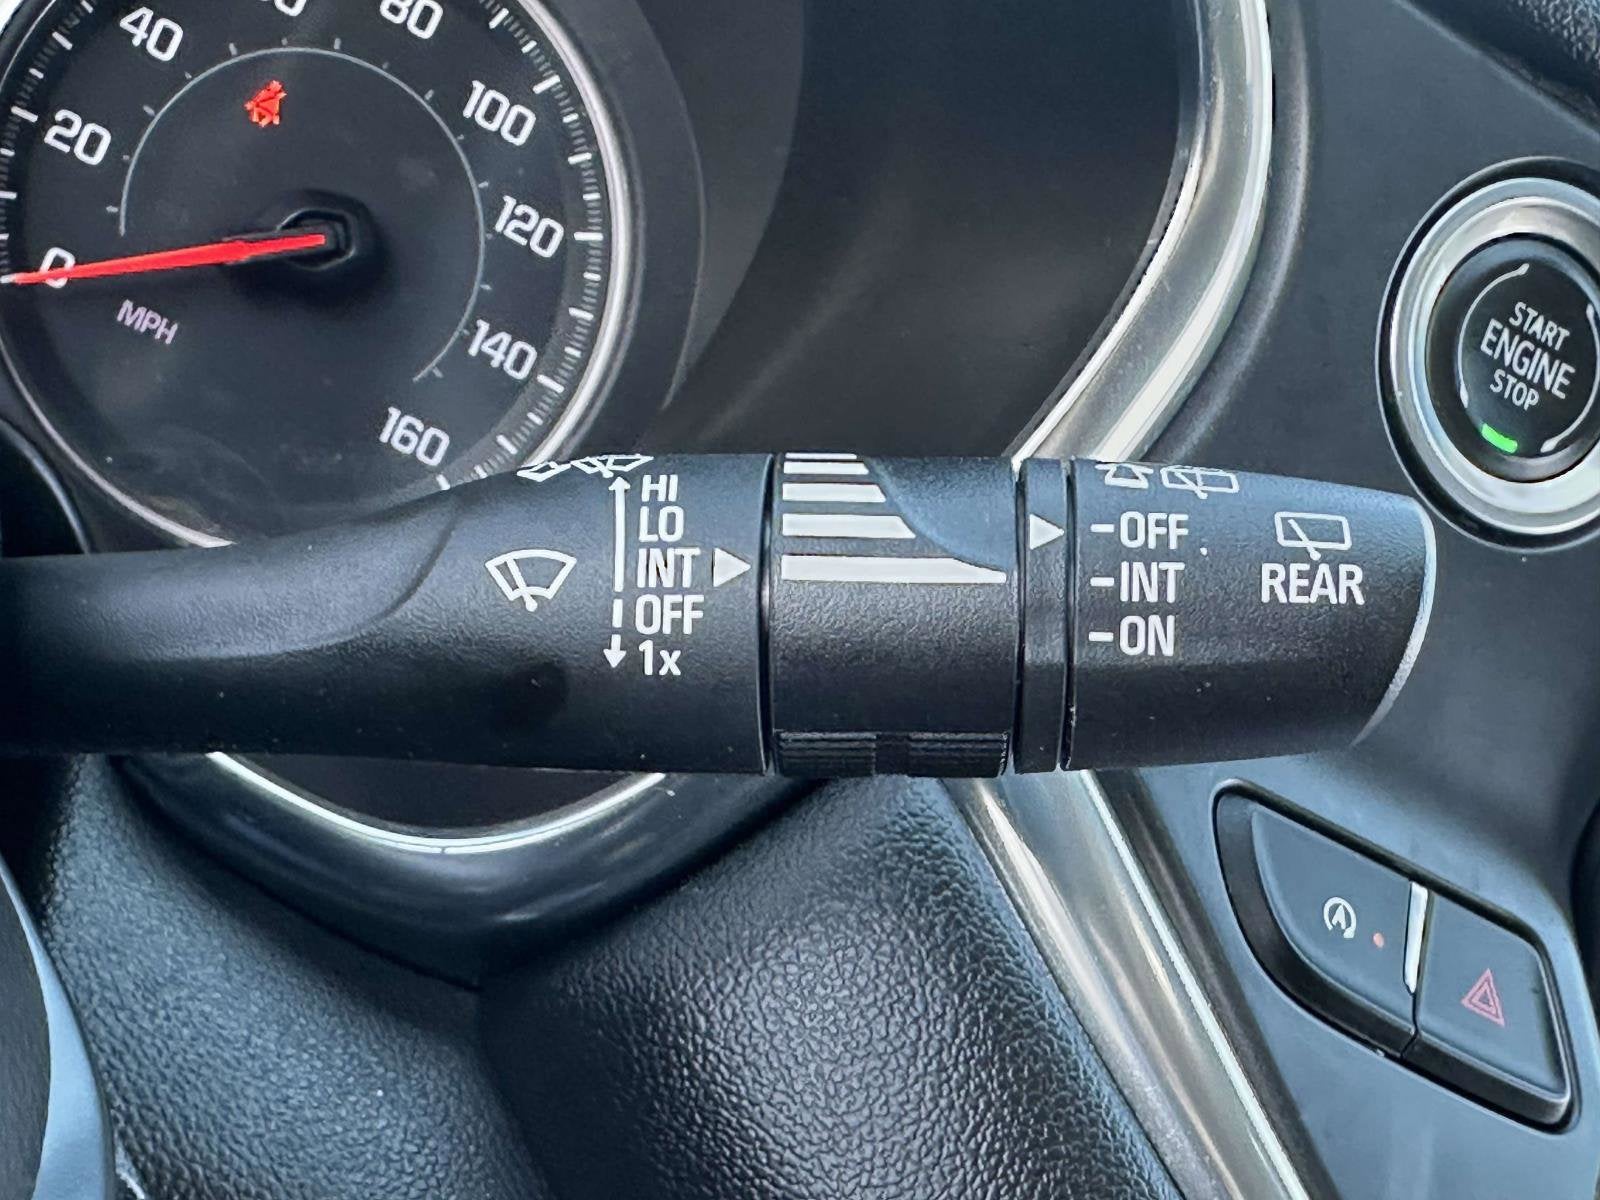 40
80
100
20
120
0
MPH
140
160
START
ENGINE
STOP
HI
LO
INT
OFF
1x
-OFF
-INT
-ON
REAR
A